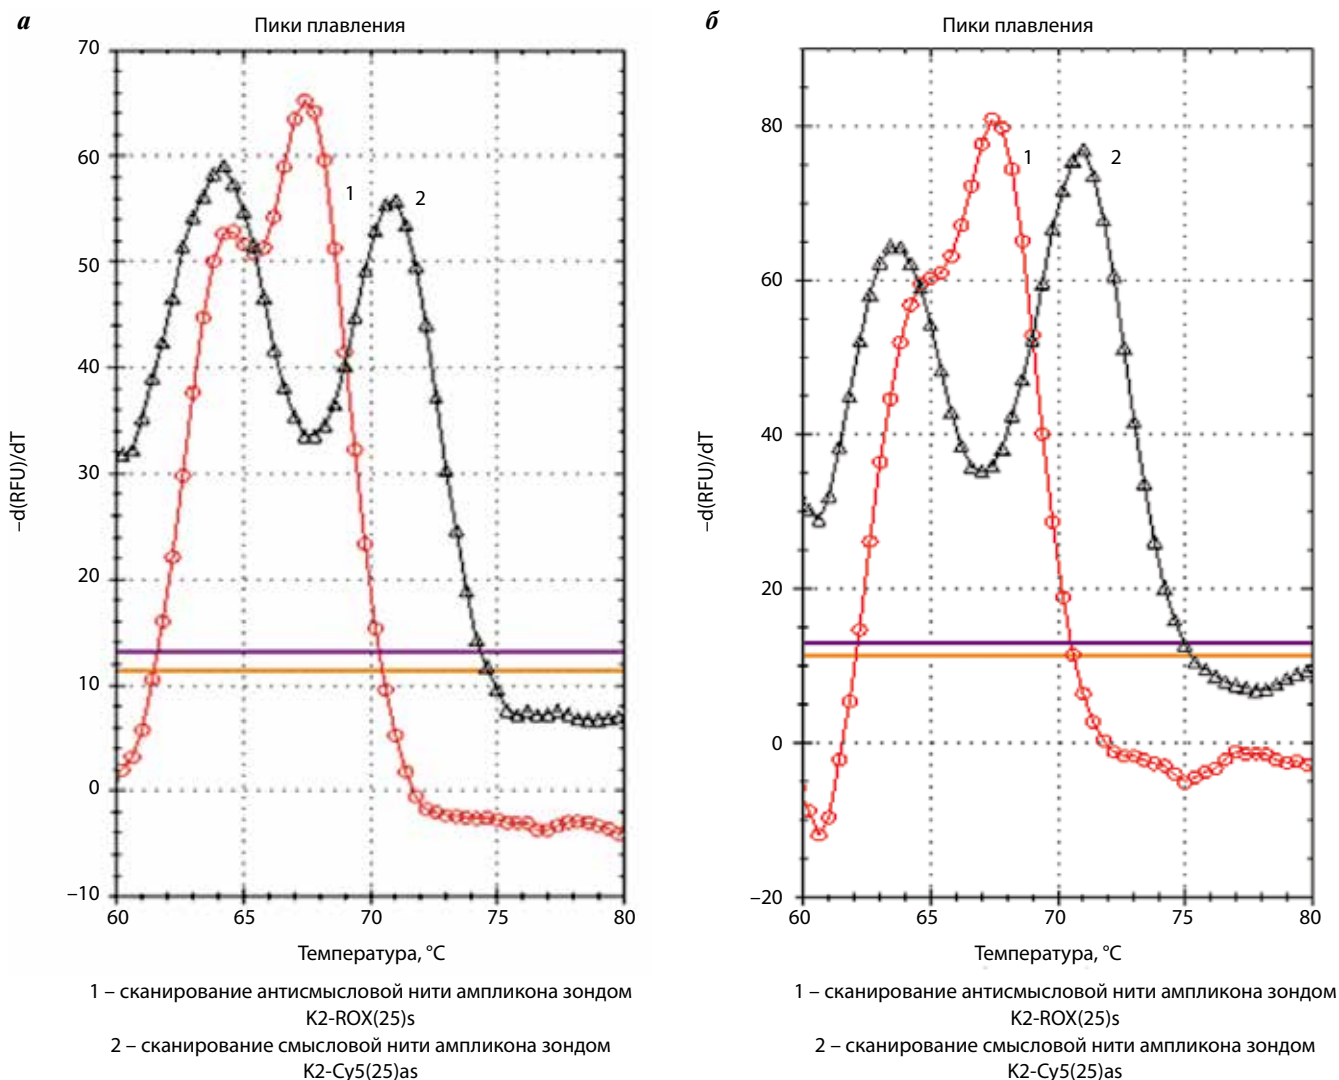 а
Пики плавления
70
60
50
40
30
20
10
0
–10
–d(RFU)/dT
1
2
60 65 70 75 80
Температура, °C
1 – сканирование антисмысловой нити ампликона зондом
K2-ROX(25)s
2 – сканирование смысловой нити ампликона зондом
K2-Cy5(25)as
б
Пики плавления
80
60
40
20
0
–20
–d(RFU)/dT
1
2
60 65 70 75 80
Температура, °C
1 – сканирование антисмысловой нити ампликона зондом
K2-ROX(25)s
2 – сканирование смысловой нити ампликона зондом
K2-Cy5(25)as